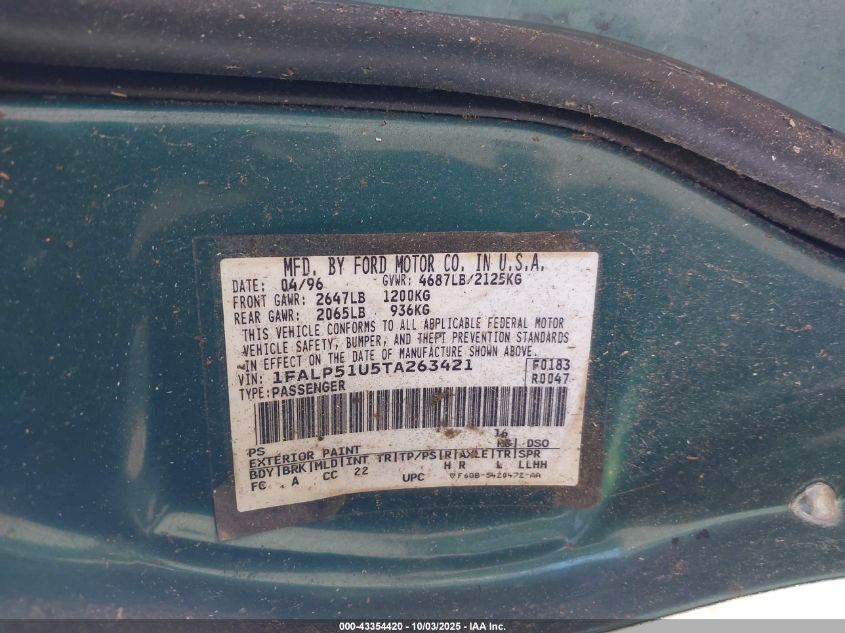 MFD. BY FORD MOTOR CO. IN U.S.A.
DATE: 04/96 GVWR: 4687LB/2125KG
FRONT GAWR: 2647LB 1200KG
REAR GAWR: 2065LB 936KG
THIS VEHICLE CONFORMS TO ALL APPLICABLE FEDERAL MOTOR
VEHICLE SAFETY, BUMPER, AND THEFT PREVENTION STANDARDS
IN EFFECT ON THE DATE OF MANUFACTURE SHOWN ABOVE.
VIN: 1FALP51U5TA263421 F0183
TYPE: PASSENGER R0047
16
PS DSO
EXTERIOR PAINT
BDY|BRK|MLD|INT TR|TP/PS|R|AXLE|TR|SPR
FC A CC 22 H R L LLHH
UPC F60B-5420472-AA
000-43354420 - 10/03/2025 - IAA Inc.